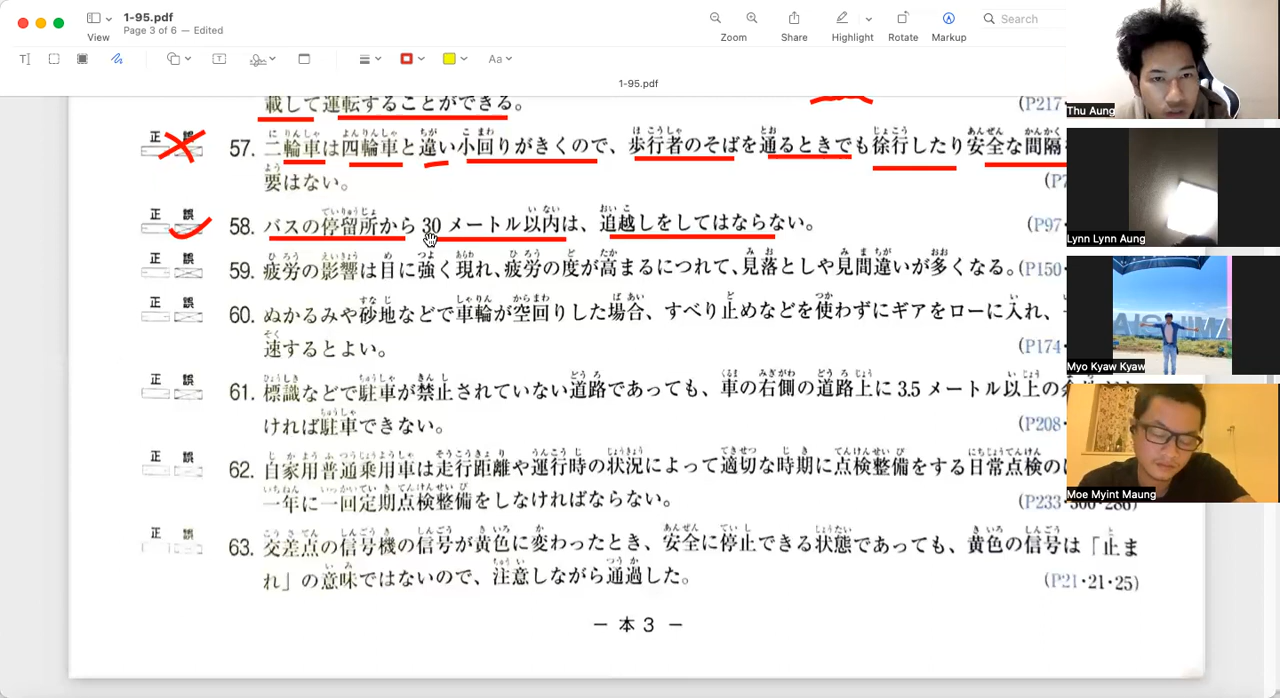 1-95.pdf
Page 3 of 6 — Edited
View
Zoom
Share
Highlight
Rotate
Markup
Search
Aa
1-95.pdf
載して運転することができる。 (P217
正 誤 57. 二輪車は四輪車と違い小回りがきくので、歩行者のそばを通るときでも徐行したり安全な間隔
要はない。 (P7
正 誤 58. バスの停留所から 30 メートル以内は、追越しをしてはならない。 (P97・
正 誤 59. 疲労の影響は目に強く現れ、疲労の度が高まるにつれて、見落としや見間違いが多くなる。(P150・
正 誤 60. ぬかるみや砂地などで車輪が空回りした場合、すべり止めなどを使わずにギアをローに入れ、
速するとよい。 (P174
正 誤 61. 標識などで駐車が禁止されていない道路であっても、車の右側の道路上に 3.5 メートル以上の
ければ駐車できない。 (P208・
正 誤 62. 自家用普通乗用車は走行距離や運行時の状況によって適切な時期に点検整備をする日常点検の
一年に一回定期点検整備をしなければならない。 (P233・300・286)
正 誤 63. 交差点の信号機の信号が黄色に変わったとき、安全に停止できる状態であっても、黄色の信号は「止ま
れ」の意味ではないので、注意しながら通過した。 (P21・21・25)
— 本 3 —
Thu Aung
Lynn Lynn Aung
AISHIMA
Myo Kyaw Kyaw
Moe Myint Maung